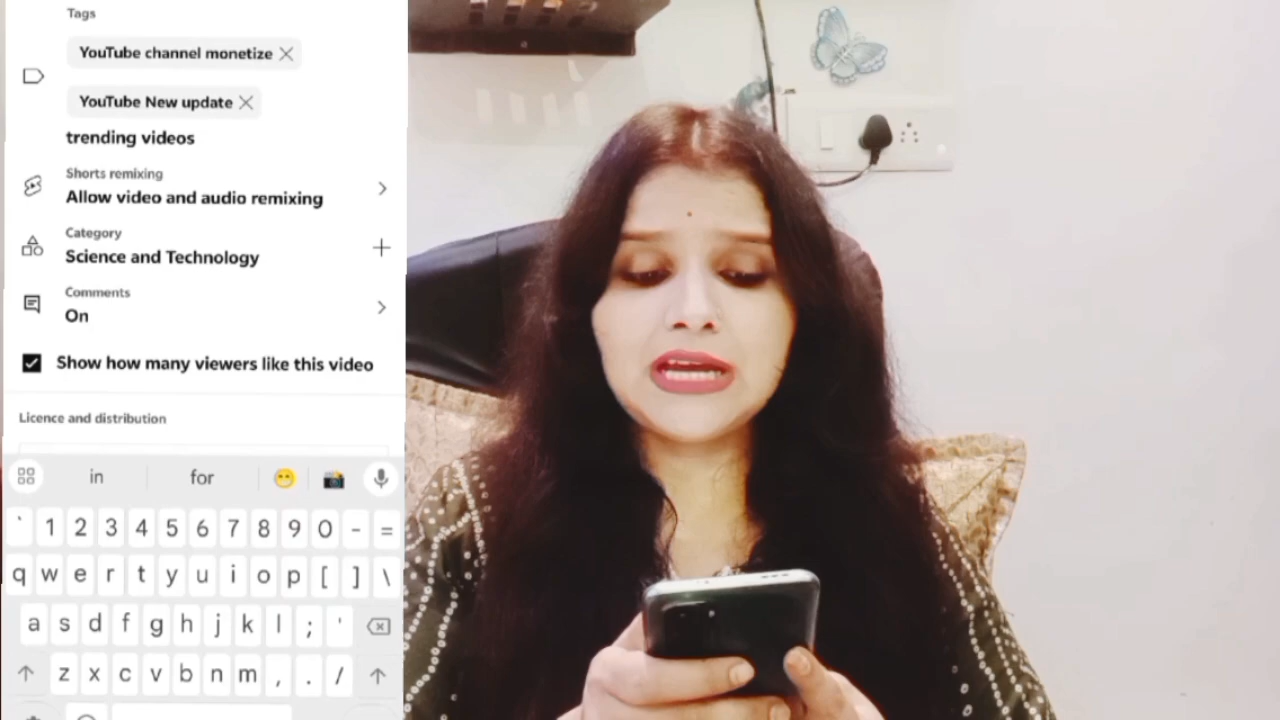 Tags
YouTube channel monetize
YouTube New update
trending videos
Shorts remixing
Allow video and audio remixing
Category
Science and Technology
Comments
On
Show how many viewers like this video
Licence and distribution
in for
` 1 2 3 4 5 6 7 8 9 0 - =
q w e r t y u i o p [ ] \
a s d f g h j k l ; '
z x c v b n m , . /